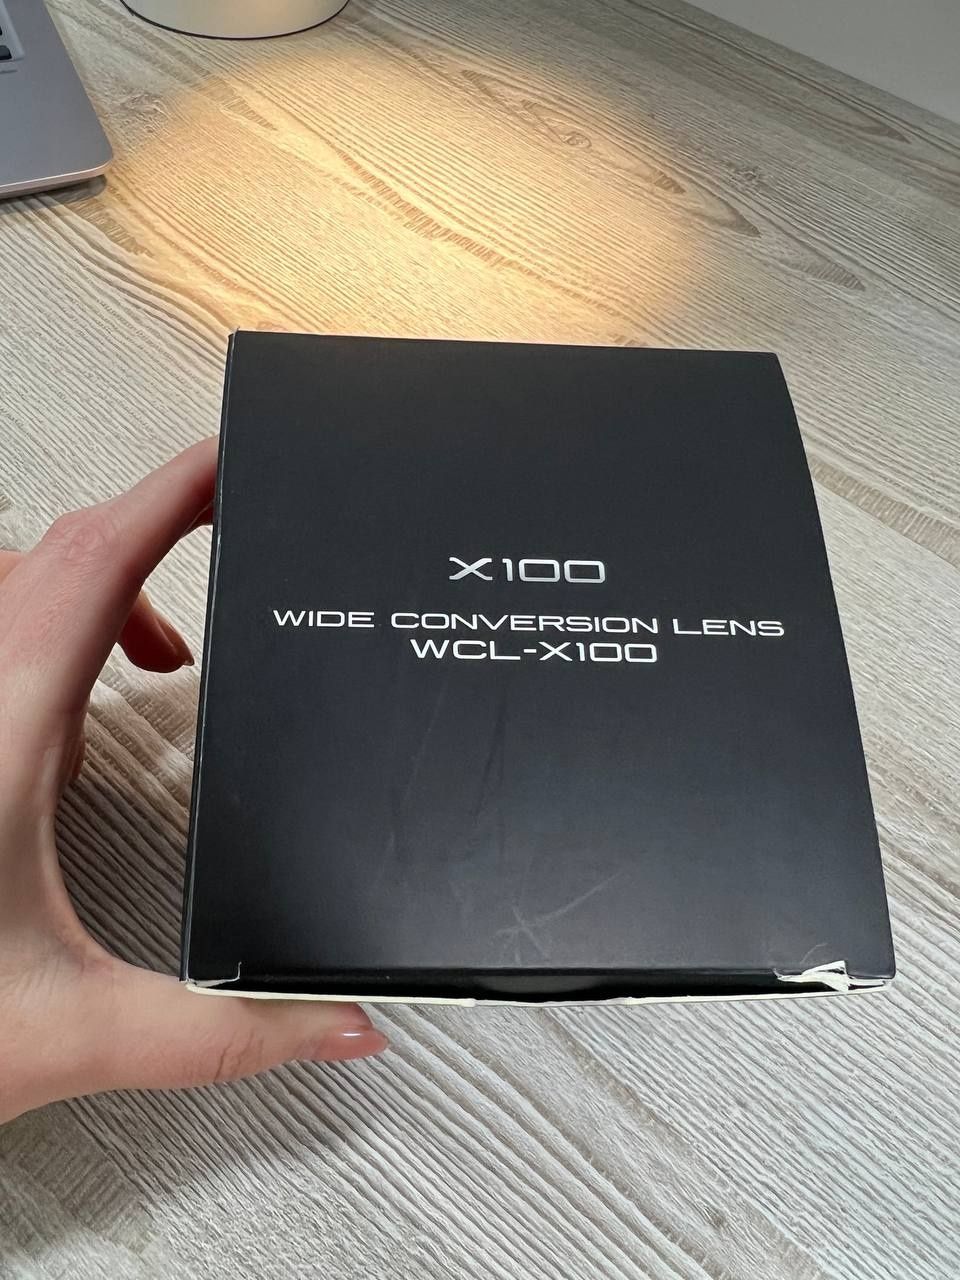 X100
WIDE CONVERSION LENS
WCL-X100